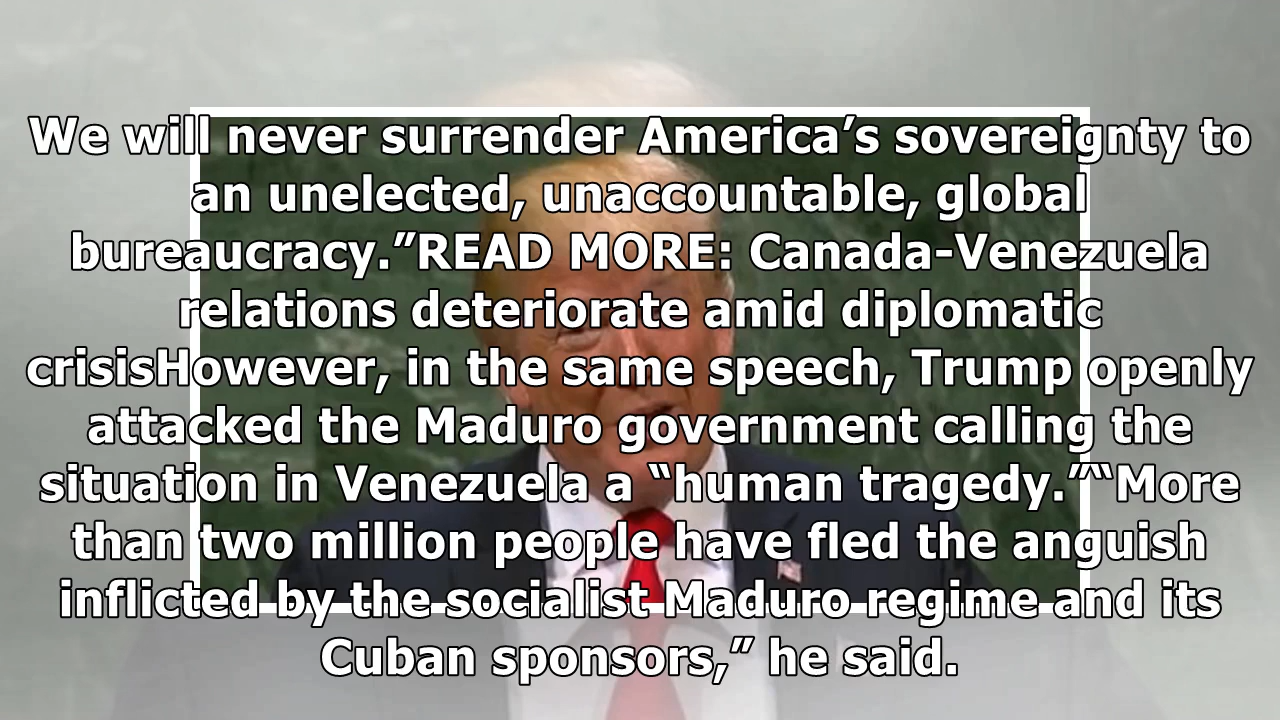 We will never surrender America’s sovereignty to
an unelected, unaccountable, global
bureaucracy.”READ MORE: Canada-Venezuela
relations deteriorate amid diplomatic
crisisHowever, in the same speech, Trump openly
attacked the Maduro government calling the
situation in Venezuela a “human tragedy.”“More
than two million people have fled the anguish
inflicted by the socialist Maduro regime and its
Cuban sponsors,” he said.